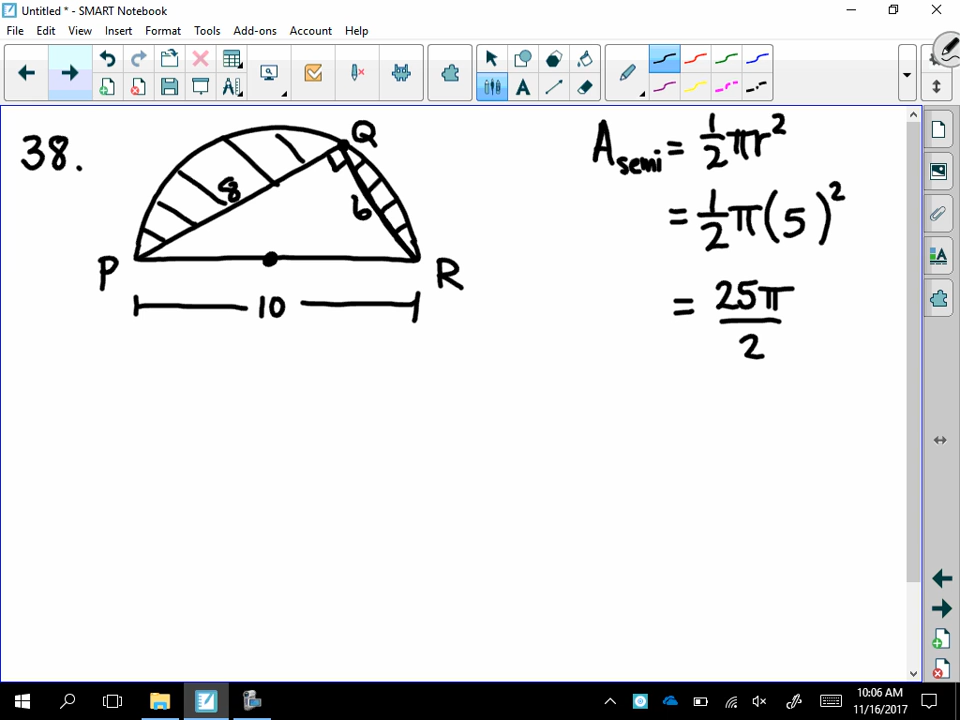 Untitled * - SMART Notebook
File Edit View Insert Format Tools Add-ons Account Help
A
A
38.
Q
8
6
P
R
10
A semi = 1/2 πr²
= 1/2 π(5)²
= 25π/2
10:06 AM
11/16/2017